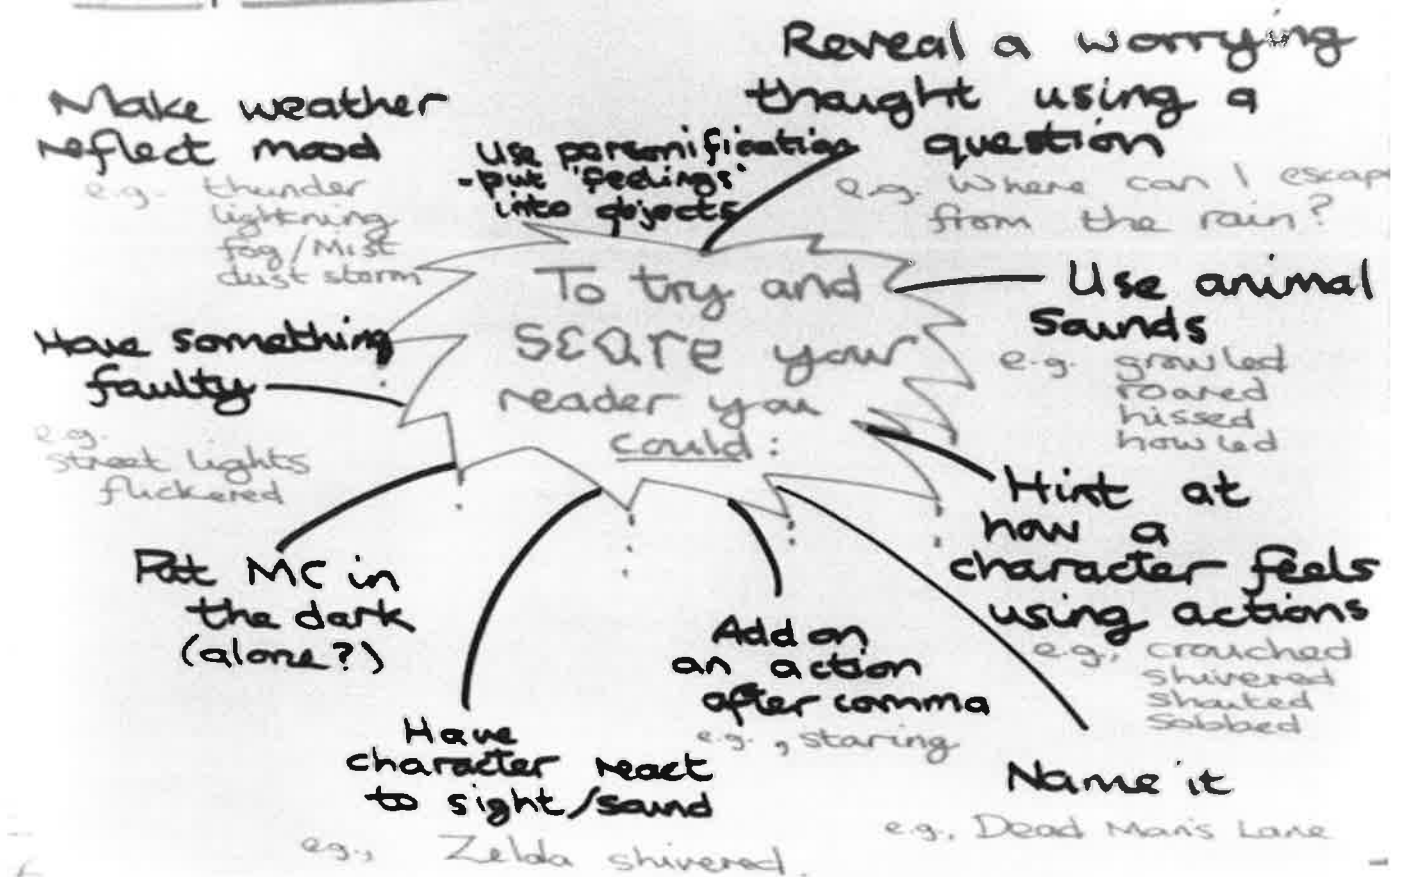 To try and
scare your
reader you
could:
Make weather
reflect mood
e.g. thunder
lightning
fog/Mist
dust storm
Use personification
- put 'feelings'
into objects
Reveal a worrying
thought using a
question
e.g. Where can I escap
from the rain?
Use animal
Sounds
e.g. growled
roared
hissed
howled
Hint at
how a
character feels
using actions
e.g., crouched
shivered
shouted
sobbed
Name it
e.g., Dead Man's Lane
Add on
an action
after comma
e.g. , staring
Have
character react
to sight/sound
e.g., Zelda shivered.
Put MC in
the dark
(alone?)
Have something
faulty
e.g.
street lights
flickered